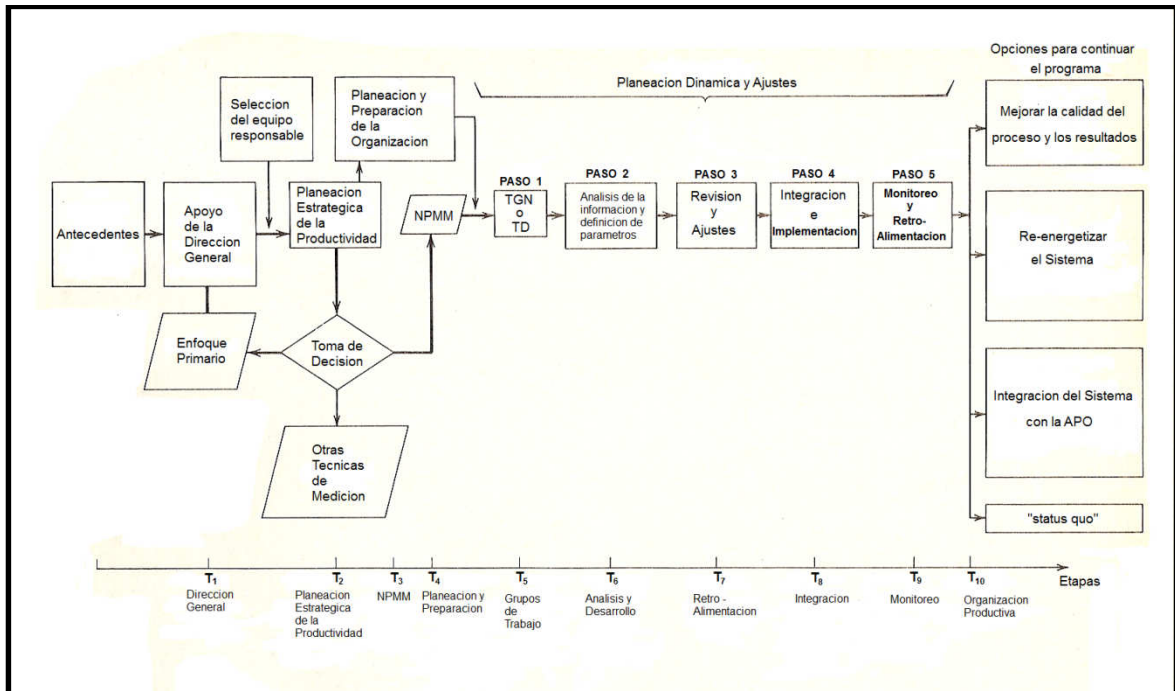 Opciones para continuar
el programa
Planeacion Dinamica y Ajustes
Seleccion
del equipo
responsable
Planeacion y
Preparacion
de la
Organizacion
Mejorar la calidad del
proceso y los resultados
Antecedentes
Apoyo
de la
Direccion
General
Planeacion
Estrategica
de la
Productividad
NPMM
PASO 1
TGN
o
TD
PASO 2
Analisis de la
informacion y
definicion de
parametros
PASO 3
Revision
y
Ajustes
PASO 4
Integracion
e
Implementacion
PASO 5
Monitoreo
y
Retro-
Alimentacion
Re-energetizar
el Sistema
Enfoque
Primario
Toma de
Decision
Otras
Tecnicas
de
Medicion
Integracion del Sistema
con la APO
"status quo"
T1
Direccion
General
T2
Planeacion
Estrategica
de la
Productividad
T3
NPMM
T4
Planeacion y
Preparacion
T5
Grupos
de
Trabajo
T6
Analisis y
Desarrollo
T7
Retro -
Alimentacion
T8
Integracion
T9
Monitoreo
T10
Organizacion
Productiva
Etapas